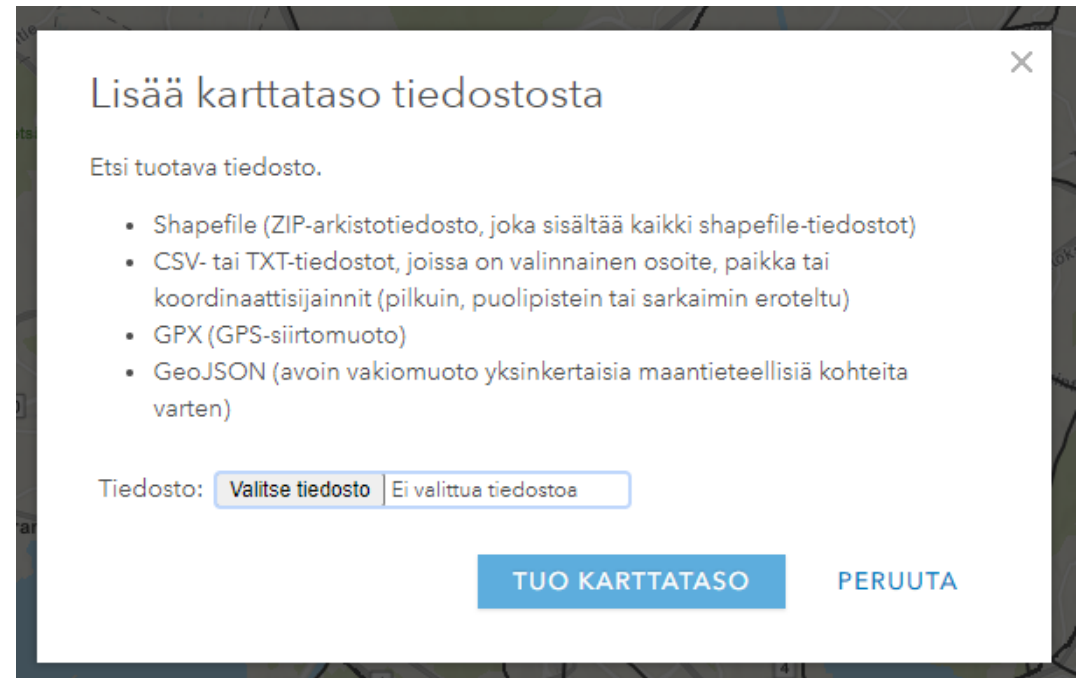 Lisää karttataso tiedostosta
Etsi tuotava tiedosto.
• Shapefile (ZIP-arkistotiedosto, joka sisältää kaikki shapefile-tiedostot)
• CSV- tai TXT-tiedostot, joissa on valinnainen osoite, paikka tai
koordinaattisijainnit (pilkuin, puolipistein tai sarkaimin eroteltu)
• GPX (GPS-siirtomuoto)
• GeoJSON (avoin vakiomuoto yksinkertaisia maantieteellisiä kohteita
varten)
Tiedosto: Valitse tiedosto Ei valittua tiedostoa
TUO KARTTATASO PERUUTA
4